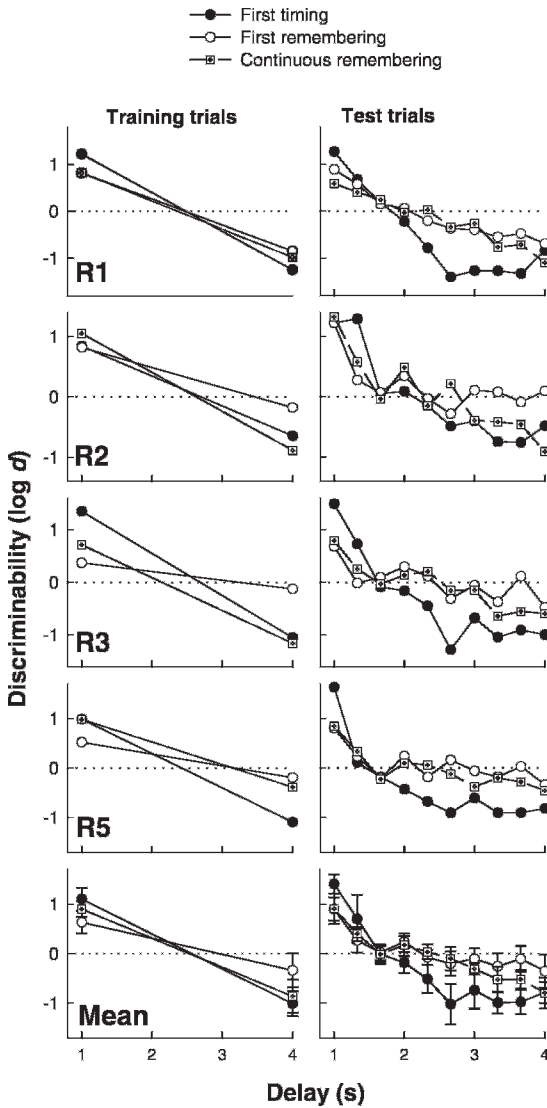 First timing
First remembering
Continuous remembering
Training trials
Test trials
Discriminability (log d)
1
0
-1
R1
1
0
-1
R2
1
0
-1
R3
1
0
-1
R5
1
0
-1
Mean
1 2 3 4
1 2 3 4
Delay (s)